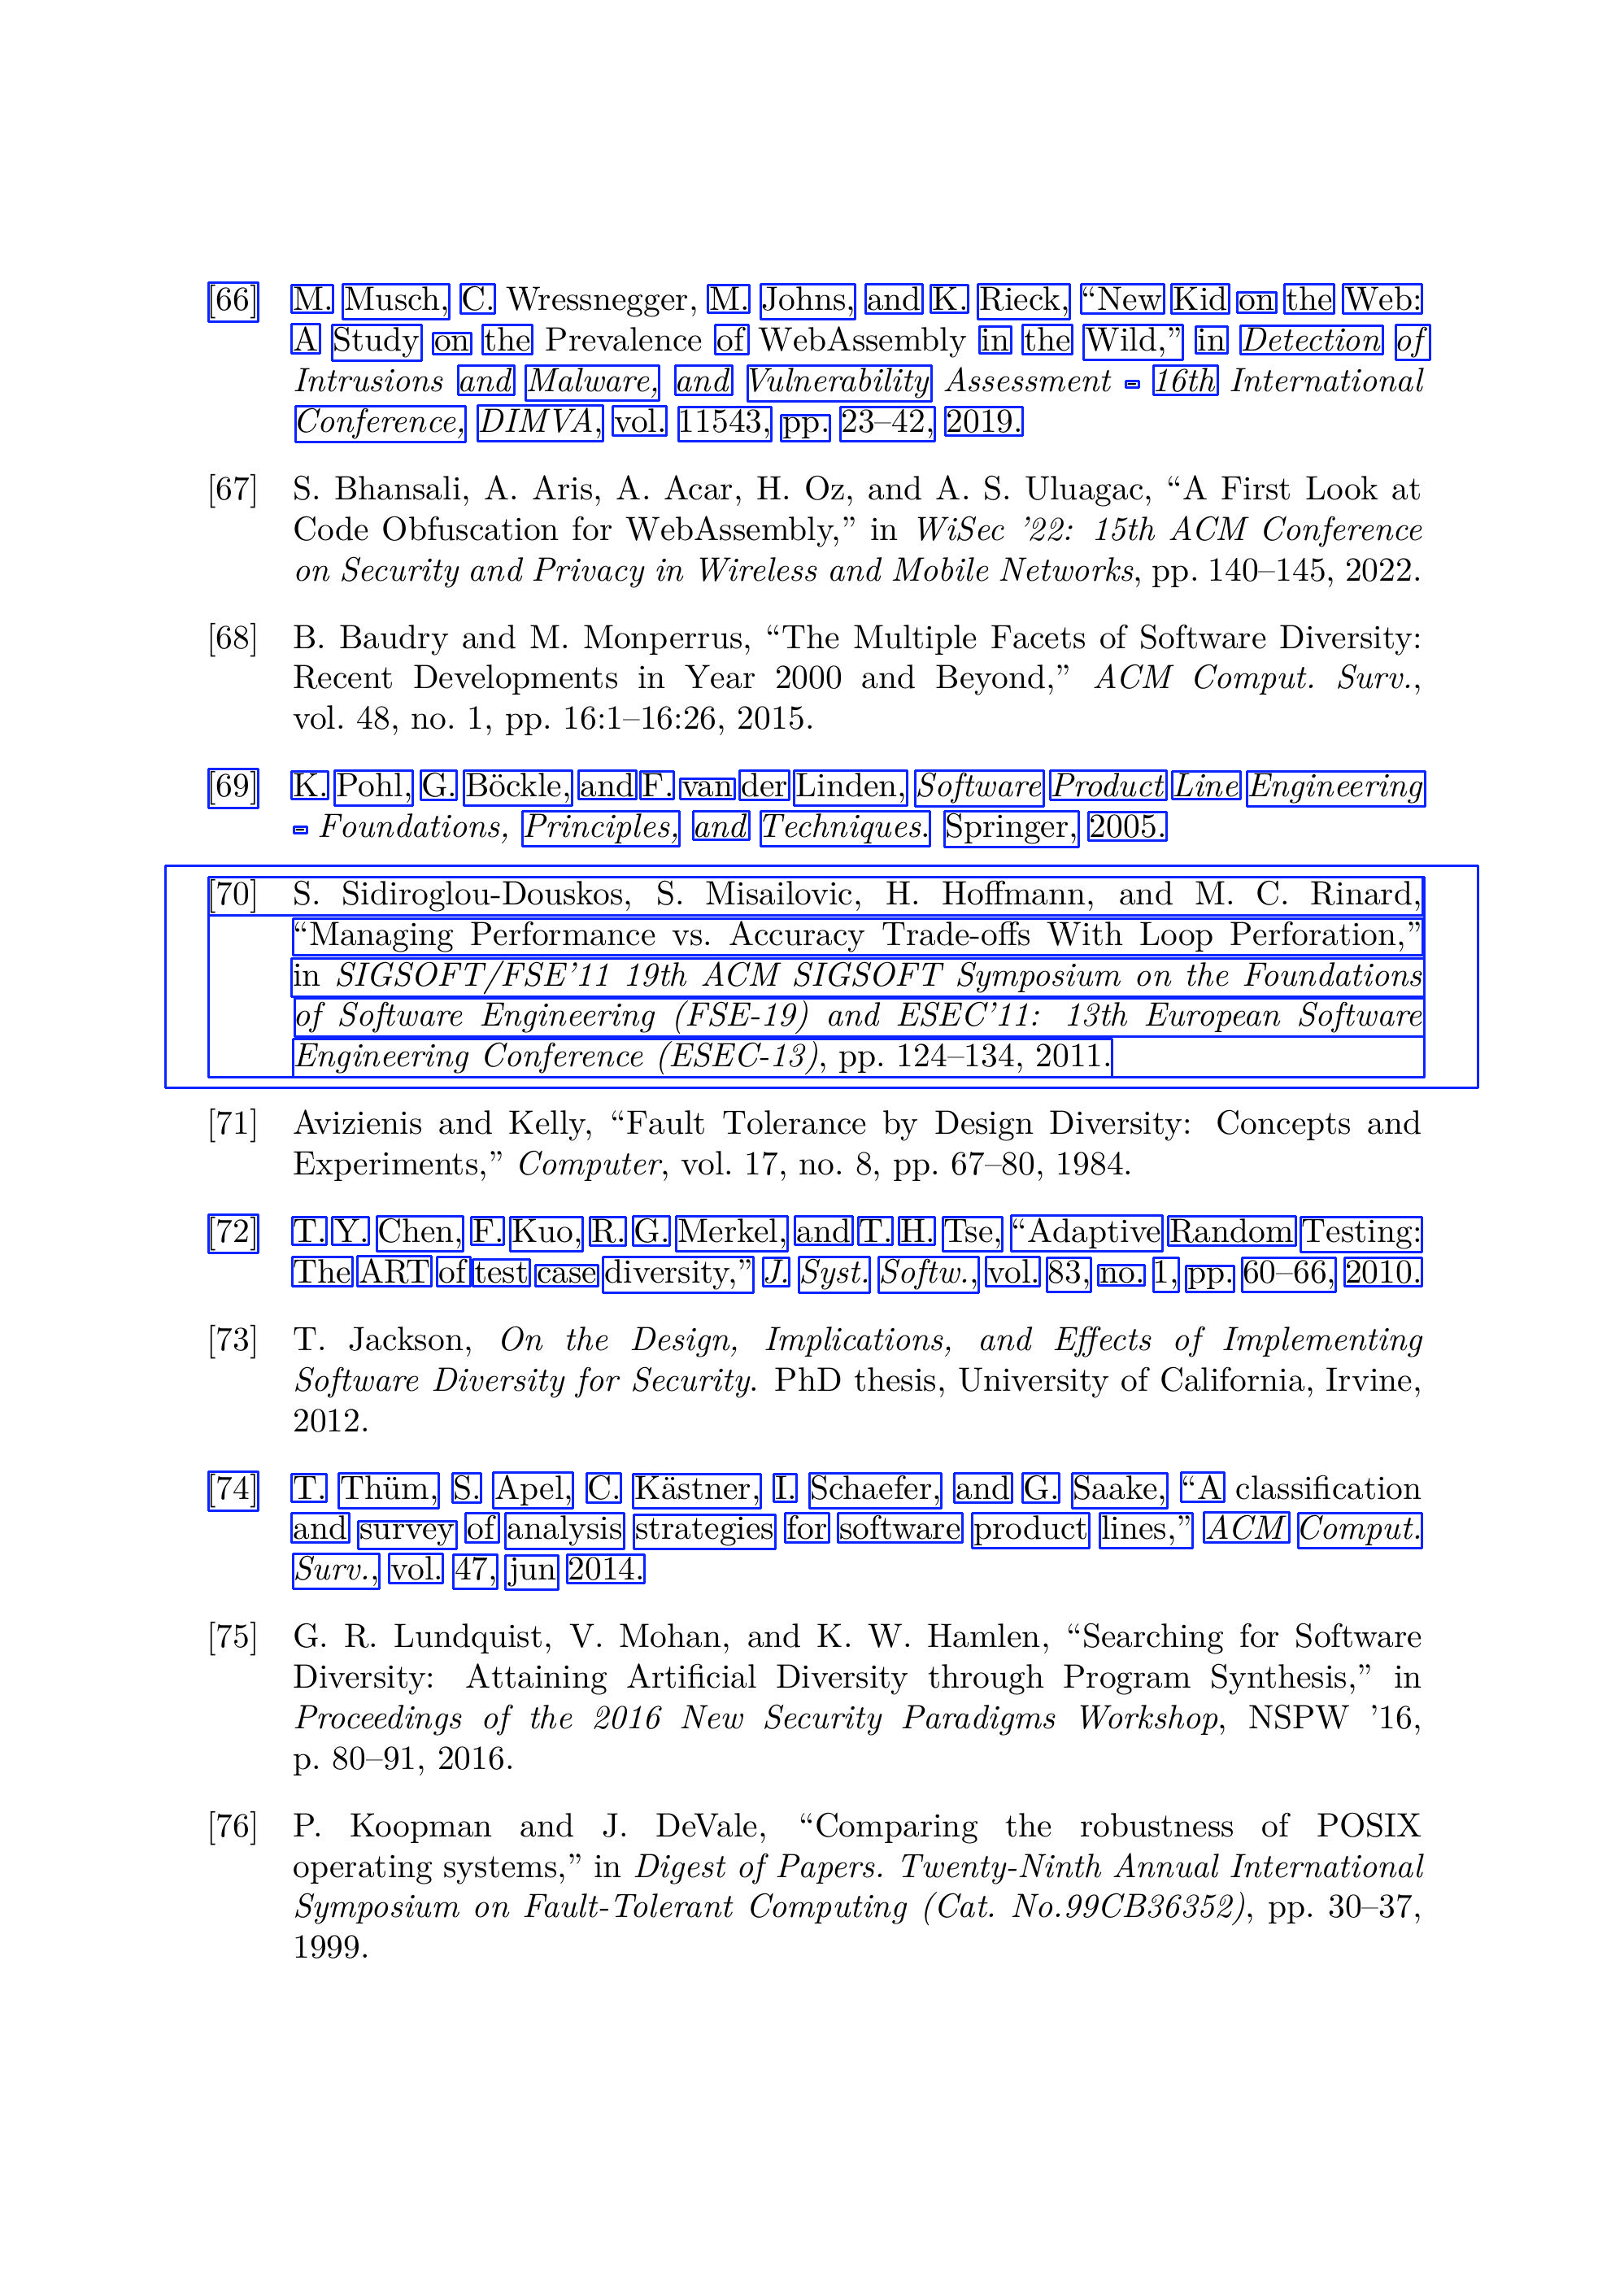 [66] M. Musch, C. Wressnegger, M. Johns, and K. Rieck, “New Kid on the Web:
A Study on the Prevalence of WebAssembly in the Wild,” in Detection of
Intrusions and Malware, and Vulnerability Assessment - 16th International
Conference, DIMVA, vol. 11543, pp. 23–42, 2019.
[67] S. Bhansali, A. Aris, A. Acar, H. Oz, and A. S. Uluagac, “A First Look at
Code Obfuscation for WebAssembly,” in WiSec ’22: 15th ACM Conference
on Security and Privacy in Wireless and Mobile Networks, pp. 140–145, 2022.
[68] B. Baudry and M. Monperrus, “The Multiple Facets of Software Diversity:
Recent Developments in Year 2000 and Beyond,” ACM Comput. Surv.,
vol. 48, no. 1, pp. 16:1–16:26, 2015.
[69] K. Pohl, G. Böckle, and F. van der Linden, Software Product Line Engineering
- Foundations, Principles, and Techniques. Springer, 2005.
[70] S. Sidiroglou-Douskos, S. Misailovic, H. Hoffmann, and M. C. Rinard,
“Managing Performance vs. Accuracy Trade-offs With Loop Perforation,”
in SIGSOFT/FSE’11 19th ACM SIGSOFT Symposium on the Foundations
of Software Engineering (FSE-19) and ESEC’11: 13th European Software
Engineering Conference (ESEC-13), pp. 124–134, 2011.
[71] Avizienis and Kelly, “Fault Tolerance by Design Diversity: Concepts and
Experiments,” Computer, vol. 17, no. 8, pp. 67–80, 1984.
[72] T. Y. Chen, F. Kuo, R. G. Merkel, and T. H. Tse, “Adaptive Random Testing:
The ART of test case diversity,” J. Syst. Softw., vol. 83, no. 1, pp. 60–66, 2010.
[73] T. Jackson, On the Design, Implications, and Effects of Implementing
Software Diversity for Security. PhD thesis, University of California, Irvine,
2012.
[74] T. Thüm, S. Apel, C. Kästner, I. Schaefer, and G. Saake, “A classification
and survey of analysis strategies for software product lines,” ACM Comput.
Surv., vol. 47, jun 2014.
[75] G. R. Lundquist, V. Mohan, and K. W. Hamlen, “Searching for Software
Diversity: Attaining Artificial Diversity through Program Synthesis,” in
Proceedings of the 2016 New Security Paradigms Workshop, NSPW ’16,
p. 80–91, 2016.
[76] P. Koopman and J. DeVale, “Comparing the robustness of POSIX
operating systems,” in Digest of Papers. Twenty-Ninth Annual International
Symposium on Fault-Tolerant Computing (Cat. No.99CB36352), pp. 30–37,
1999.